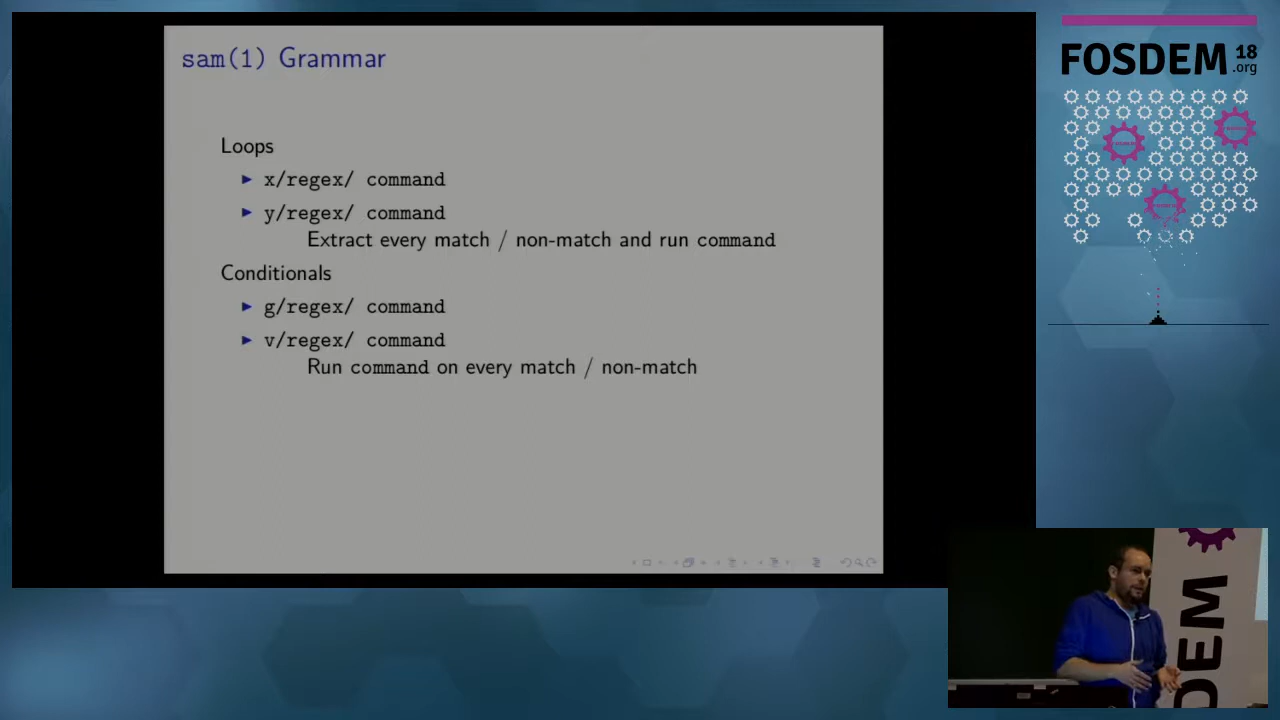 sam(1) Grammar
Loops
x/regex/ command
y/regex/ command
Extract every match / non-match and run command
Conditionals
g/regex/ command
v/regex/ command
Run command on every match / non-match
FOSDEM 18
.org
DEM